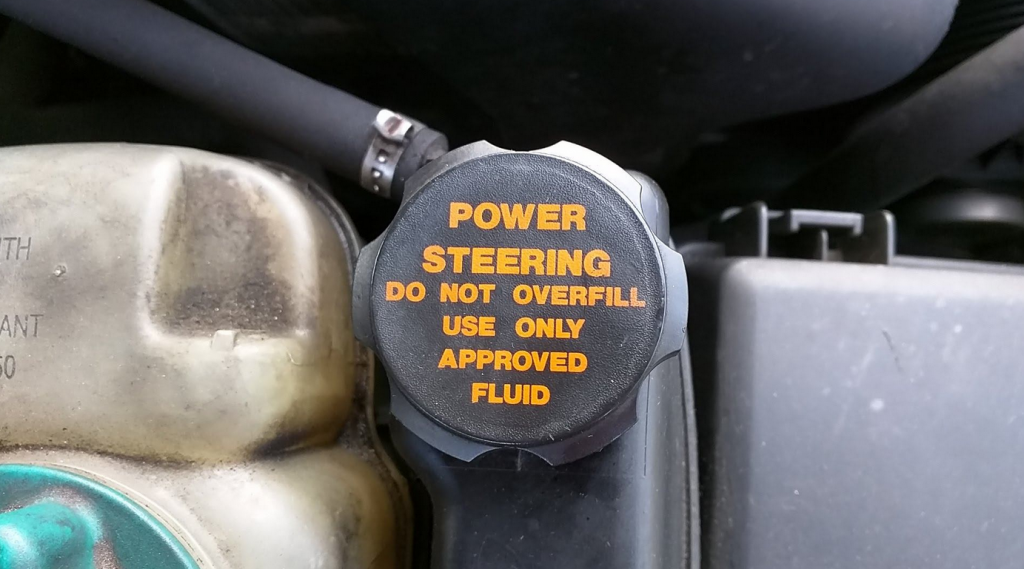 POWER
STEERING
DO NOT OVERFILL
USE ONLY
APPROVED
FLUID